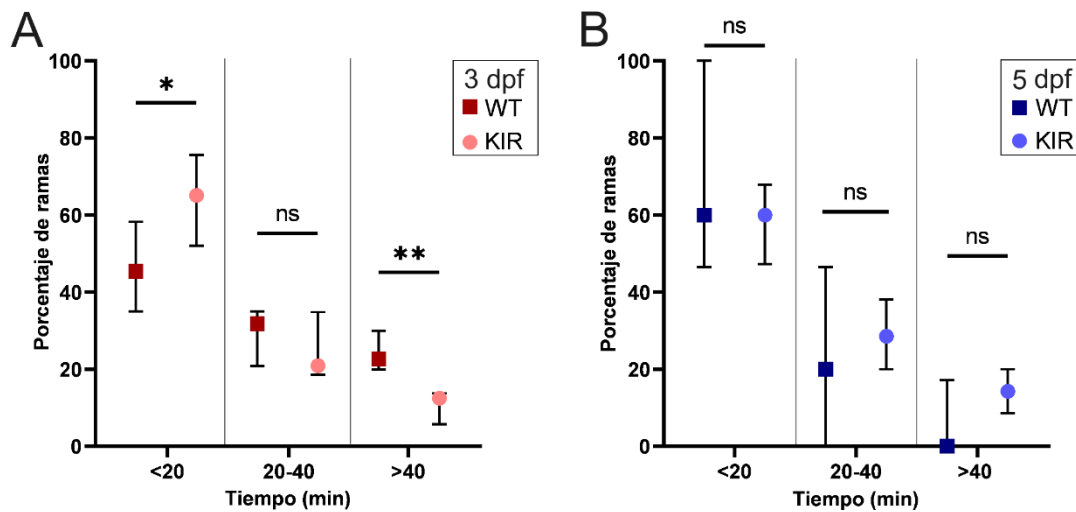 A
3 dpf
WT
KIR
*
ns
**
100
80
60
40
20
0
Porcentaje de ramas
<20
20-40
>40
Tiempo (min)
B
5 dpf
WT
KIR
ns
ns
ns
100
80
60
40
20
0
Porcentaje de ramas
<20
20-40
>40
Tiempo (min)